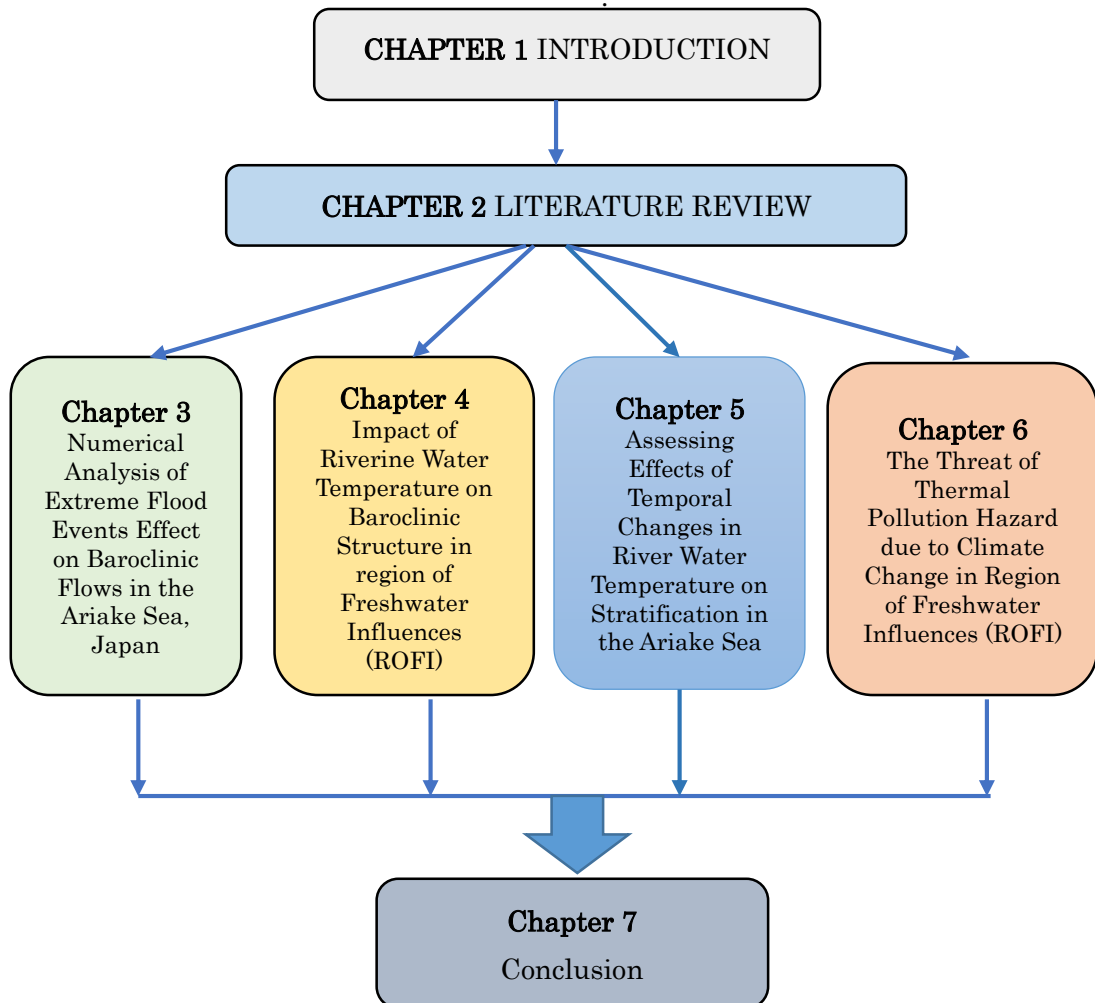 CHAPTER 1 INTRODUCTION
CHAPTER 2 LITERATURE REVIEW
Chapter 3
Numerical
Analysis of
Extreme Flood
Events Effect
on Baroclinic
Flows in the
Ariake Sea,
Japan
Chapter 4
Impact of
Riverine Water
Temperature on
Baroclinic
Structure in
region of
Freshwater
Influences
(ROFI)
Chapter 5
Assessing
Effects of
Temporal
Changes in
River Water
Temperature on
Stratification in
the Ariake Sea
Chapter 6
The Threat of
Thermal
Pollution Hazard
due to Climate
Change in Region
of Freshwater
Influences (ROFI)
Chapter 7
Conclusion